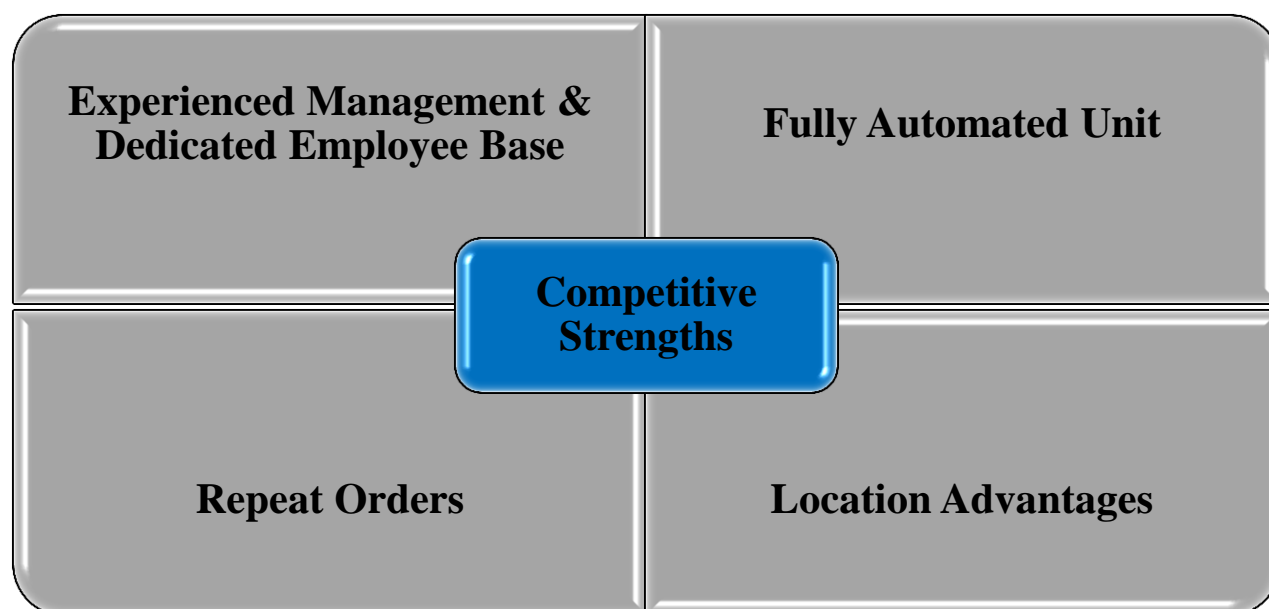 Experienced Management &
Dedicated Employee Base
Fully Automated Unit
Competitive
Strengths
Repeat Orders
Location Advantages